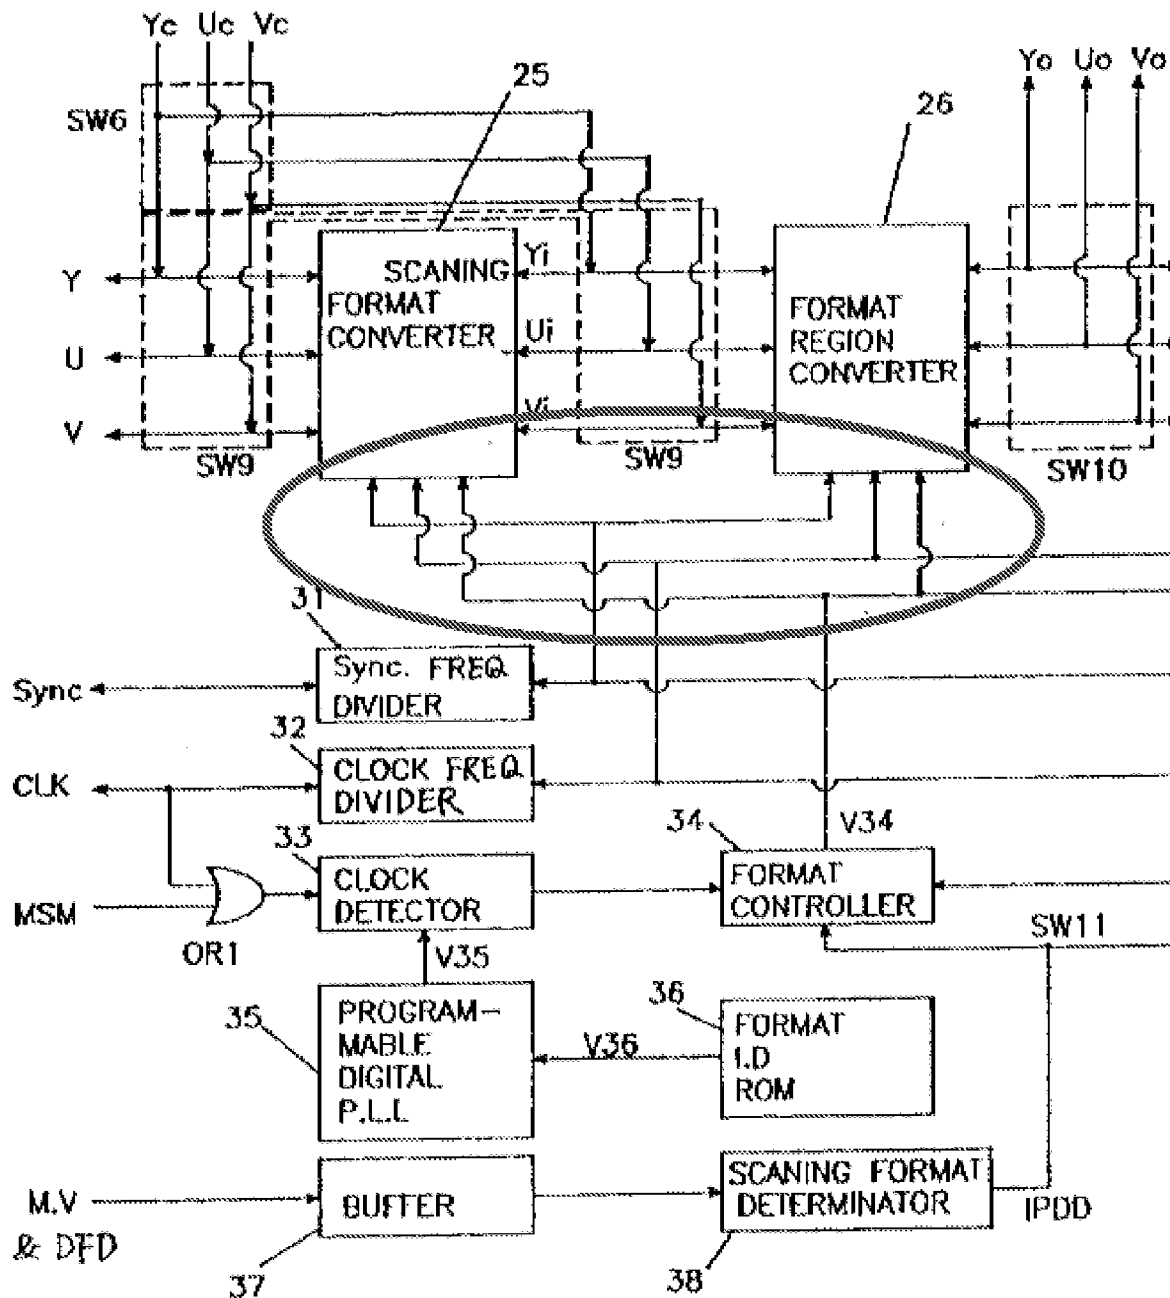 Yc Uc Vc
25
26
Yo Uo Vo
SW6
Y
U
V
SCANING
FORMAT
CONVERTER
Yi
Ui
Vi
FORMAT
REGION
CONVERTER
SW9
SW9
SW10
3
Sync
Sync. FREQ
DIVIDER
32
CLK
CLOCK FREQ
DIVIDER
33
CLOCK
DETECTOR
MSM
OR1
34
V34
FORMAT
CONTROLLER
SW11
V35
35
PROGRAM-
MABLE
DIGITAL
P.L.L
V36
36
FORMAT
I.D
ROM
M.V
& DFD
BUFFER
37
SCANING FORMAT
DETERMINATOR
38
IPDD